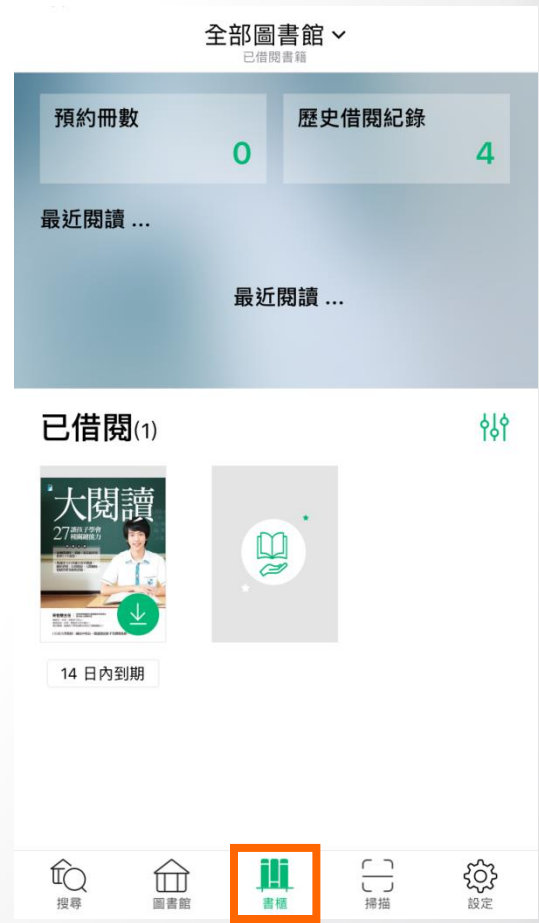 全部圖書館
已借閱書籍
預約冊數
0
歷史借閱紀錄
4
最近閱讀 ...
最近閱讀 ...
已借閱(1)
大閱讀
27
14 日內到期
搜尋
圖書館
書櫃
掃描
設定